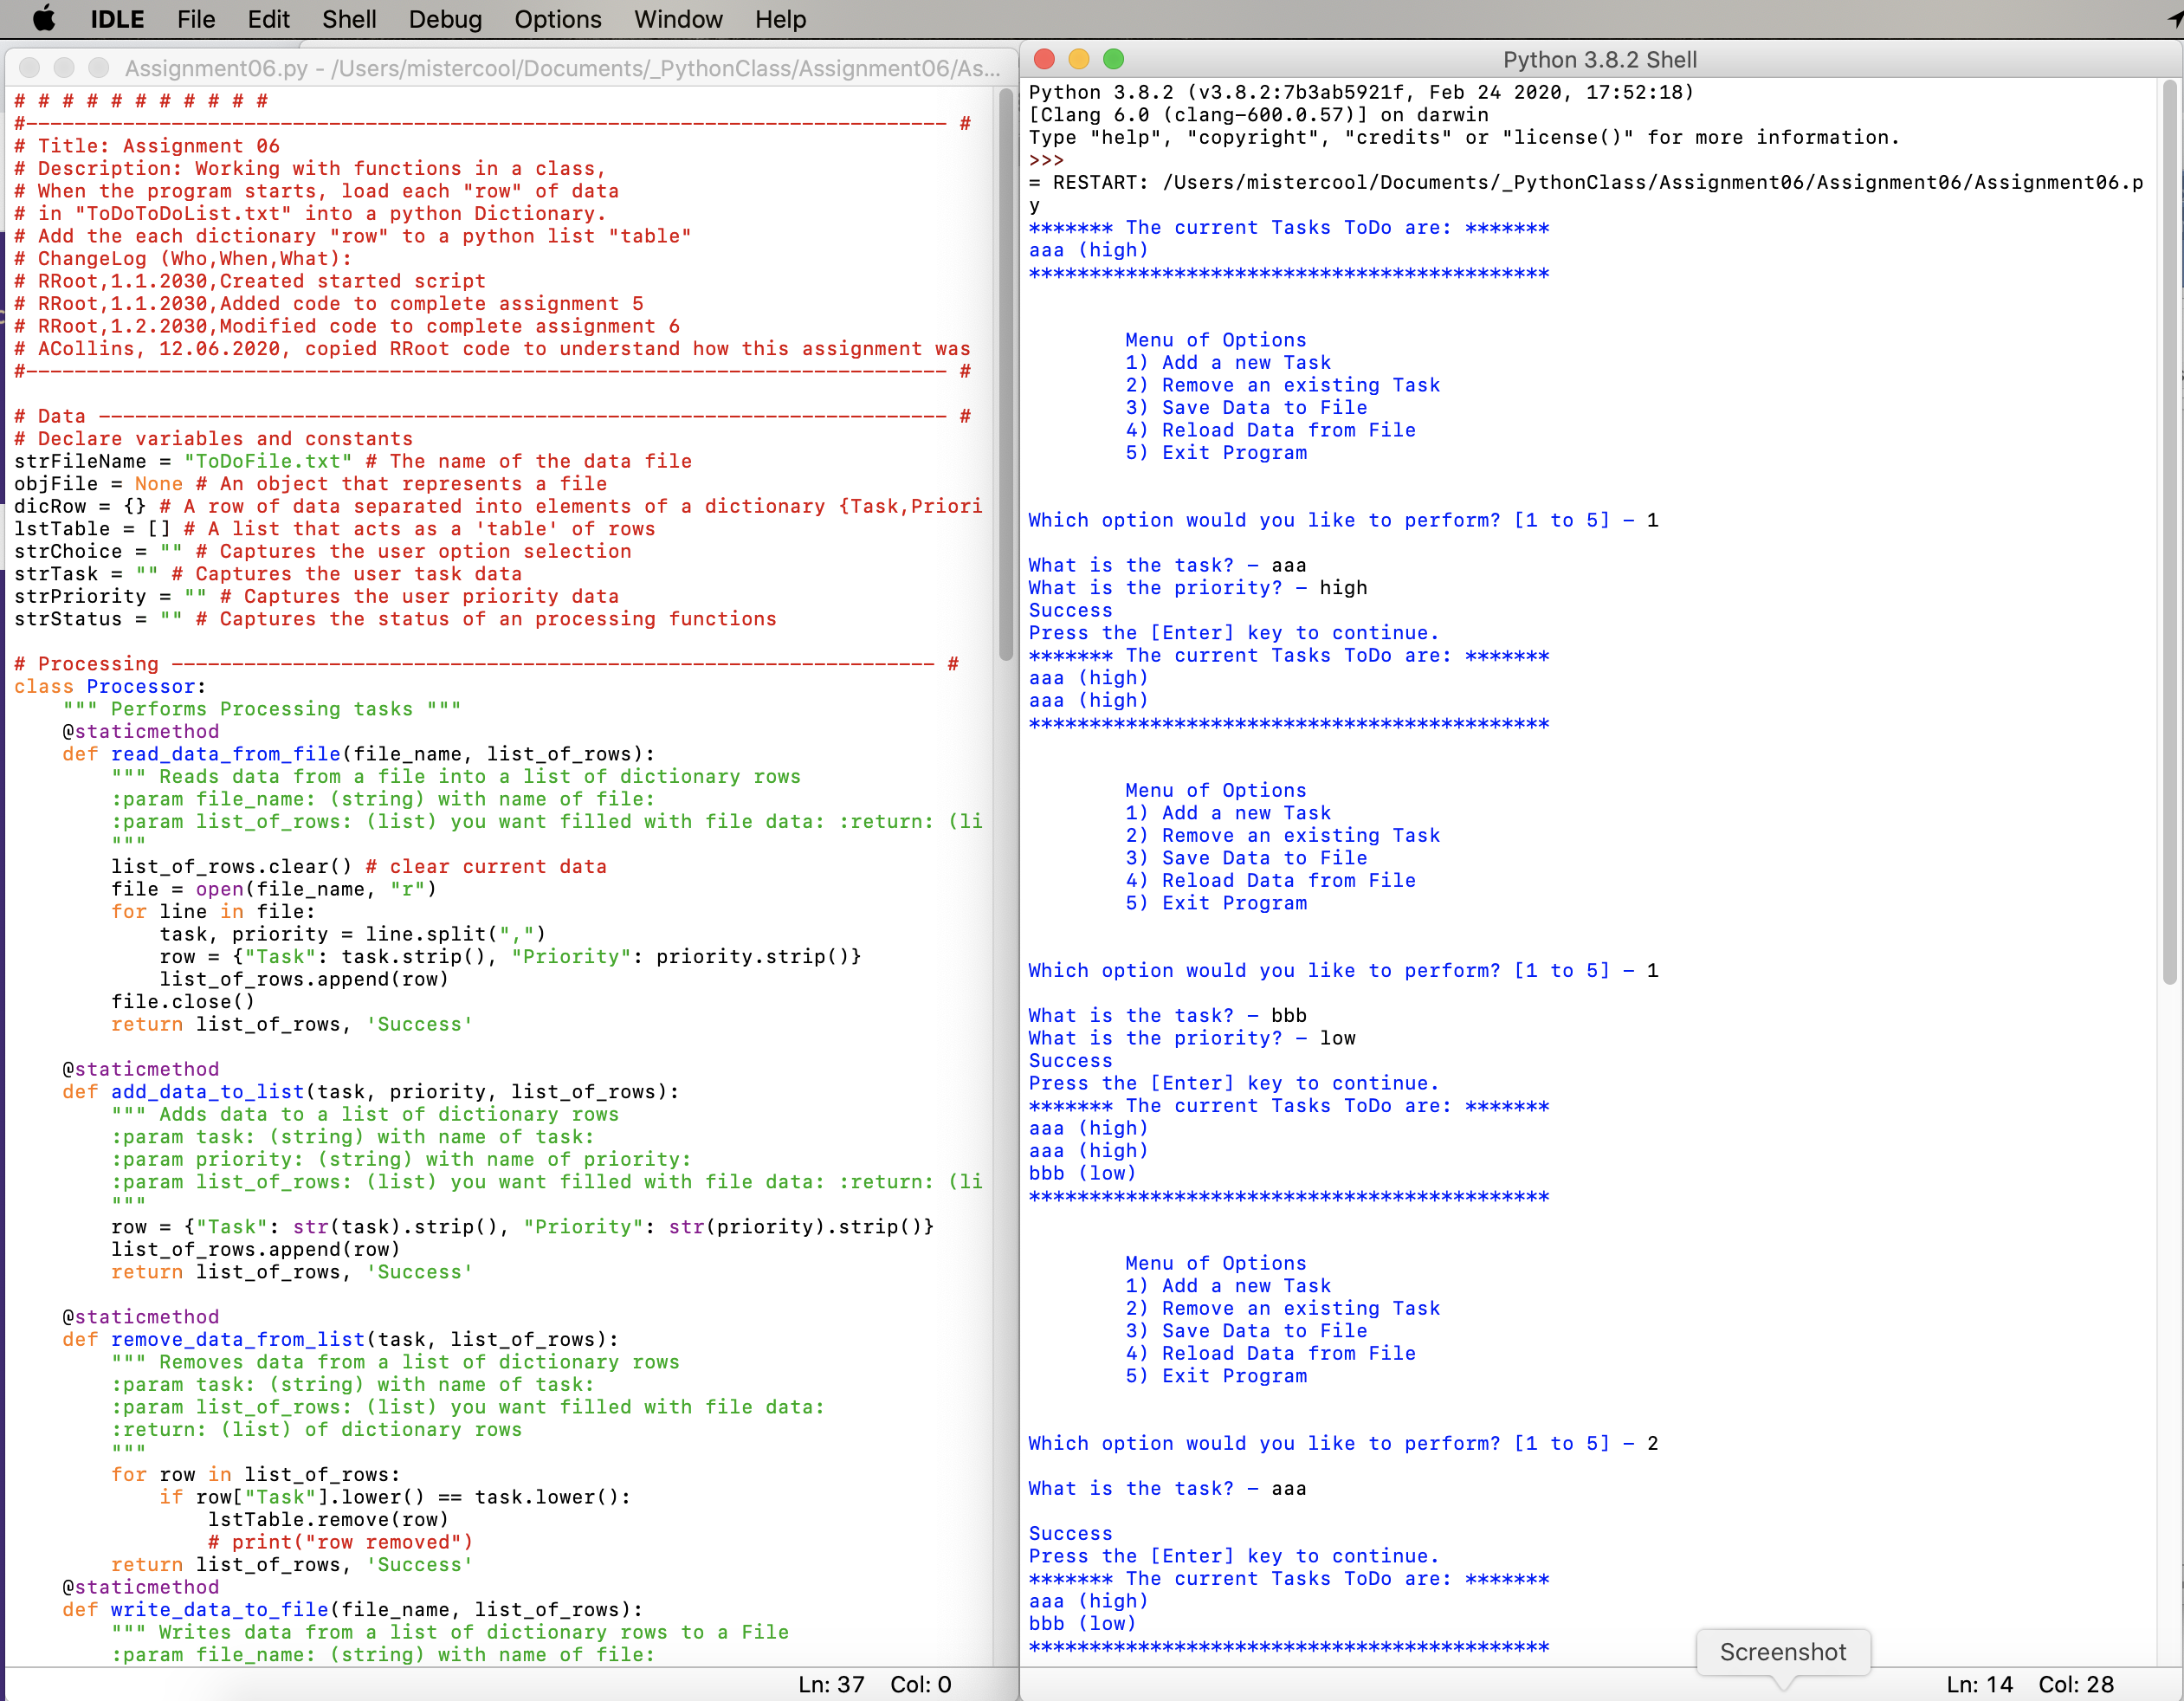 IDLE File Edit Shell Debug Options Window Help
Assignment06.py - /Users/mistercool/Documents/_PythonClass/Assignment06/As...
# # # # # # # # # # #
#---------------------------------------------------------------------------- #
# Title: Assignment 06
# Description: Working with functions in a class,
# When the program starts, load each "row" of data
# in "ToDoToDoList.txt" into a python Dictionary.
# Add the each dictionary "row" to a python list "table"
# ChangeLog (Who,When,What):
# RRoot,1.1.2030,Created started script
# RRoot,1.1.2030,Added code to complete assignment 5
# RRoot,1.2.2030,Modified code to complete assignment 6
# ACollins, 12.06.2020, copied RRoot code to understand how this assignment was
#---------------------------------------------------------------------------- #
# Data ---------------------------------------------------------------------- #
# Declare variables and constants
strFileName = "ToDoFile.txt" # The name of the data file
objFile = None # An object that represents a file
dicRow = {} # A row of data separated into elements of a dictionary {Task,Priori
lstTable = [] # A list that acts as a 'table' of rows
strChoice = "" # Captures the user option selection
strTask = "" # Captures the user task data
strPriority = "" # Captures the user priority data
strStatus = "" # Captures the status of an processing functions
# Processing --------------------------------------------------------------- #
class Processor:
    """ Performs Processing tasks """
    @staticmethod
    def read_data_from_file(file_name, list_of_rows):
        """ Reads data from a file into a list of dictionary rows
        :param file_name: (string) with name of file:
        :param list_of_rows: (list) you want filled with file data: :return: (li
        """
        list_of_rows.clear() # clear current data
        file = open(file_name, "r")
        for line in file:
            task, priority = line.split(",")
            row = {"Task": task.strip(), "Priority": priority.strip()}
            list_of_rows.append(row)
        file.close()
        return list_of_rows, 'Success'
    @staticmethod
    def add_data_to_list(task, priority, list_of_rows):
        """ Adds data to a list of dictionary rows
        :param task: (string) with name of task:
        :param priority: (string) with name of priority:
        :param list_of_rows: (list) you want filled with file data: :return: (li
        """
        row = {"Task": str(task).strip(), "Priority": str(priority).strip()}
        list_of_rows.append(row)
        return list_of_rows, 'Success'
    @staticmethod
    def remove_data_from_list(task, list_of_rows):
        """ Removes data from a list of dictionary rows
        :param task: (string) with name of task:
        :param list_of_rows: (list) you want filled with file data:
        :return: (list) of dictionary rows
        """
        for row in list_of_rows:
            if row["Task"].lower() == task.lower():
                lstTable.remove(row)
                # print("row removed")
        return list_of_rows, 'Success'
    @staticmethod
    def write_data_to_file(file_name, list_of_rows):
        """ Writes data from a list of dictionary rows to a File
        :param file_name: (string) with name of file:
Ln: 37 Col: 0
Python 3.8.2 Shell
Python 3.8.2 (v3.8.2:7b3ab5921f, Feb 24 2020, 17:52:18)
[Clang 6.0 (clang-600.0.57)] on darwin
Type "help", "copyright", "credits" or "license()" for more information.
>>>
= RESTART: /Users/mistercool/Documents/_PythonClass/Assignment06/Assignment06/Assignment06.p
y
******* The current Tasks ToDo are: *******
aaa (high)
*******************************************
        Menu of Options
        1) Add a new Task
        2) Remove an existing Task
        3) Save Data to File
        4) Reload Data from File
        5) Exit Program
Which option would you like to perform? [1 to 5] - 1
What is the task? - aaa
What is the priority? - high
Success
Press the [Enter] key to continue.
******* The current Tasks ToDo are: *******
aaa (high)
aaa (high)
*******************************************
        Menu of Options
        1) Add a new Task
        2) Remove an existing Task
        3) Save Data to File
        4) Reload Data from File
        5) Exit Program
Which option would you like to perform? [1 to 5] - 1
What is the task? - bbb
What is the priority? - low
Success
Press the [Enter] key to continue.
******* The current Tasks ToDo are: *******
aaa (high)
aaa (high)
bbb (low)
*******************************************
        Menu of Options
        1) Add a new Task
        2) Remove an existing Task
        3) Save Data to File
        4) Reload Data from File
        5) Exit Program
Which option would you like to perform? [1 to 5] - 2
What is the task? - aaa
Success
Press the [Enter] key to continue.
******* The current Tasks ToDo are: *******
aaa (high)
bbb (low)
*******************************************
Screenshot
Ln: 14 Col: 28